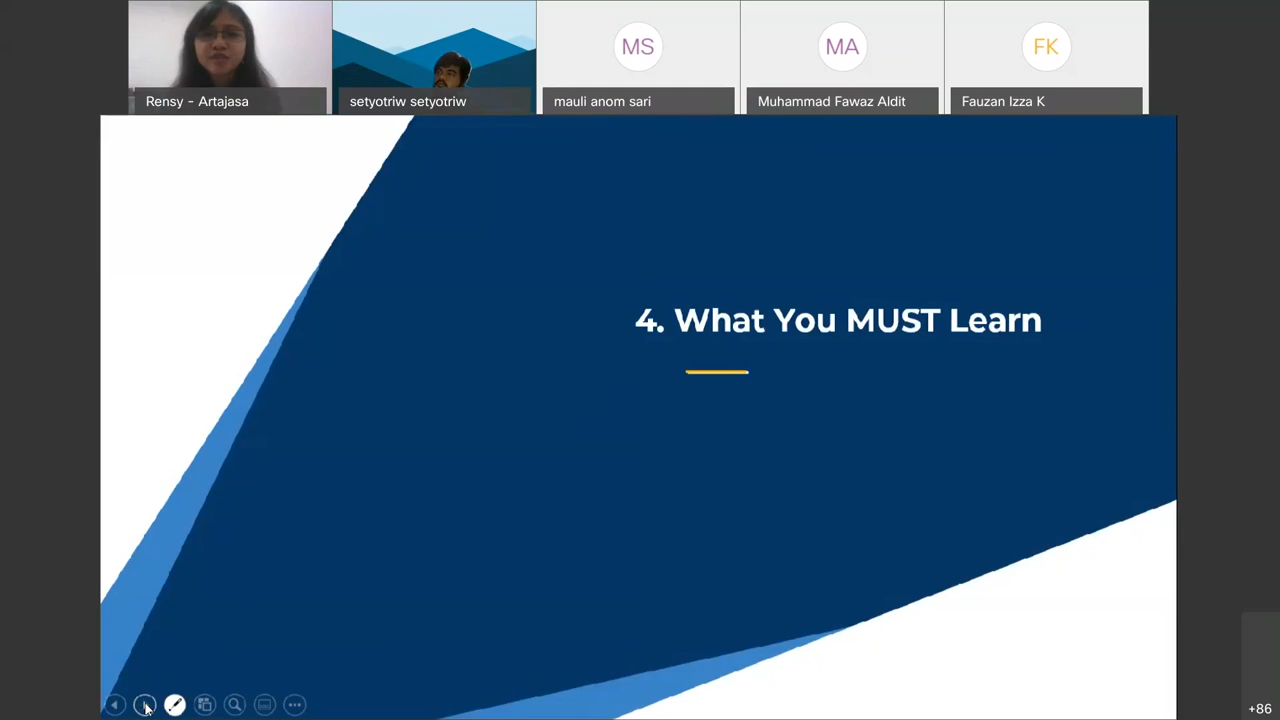 MS
MA
FK
Rensy - Artajasa
setyotriw setyotriw
mauli anom sari
Muhammad Fawaz Aldit
Fauzan Izza K
4. What You MUST Learn
+86